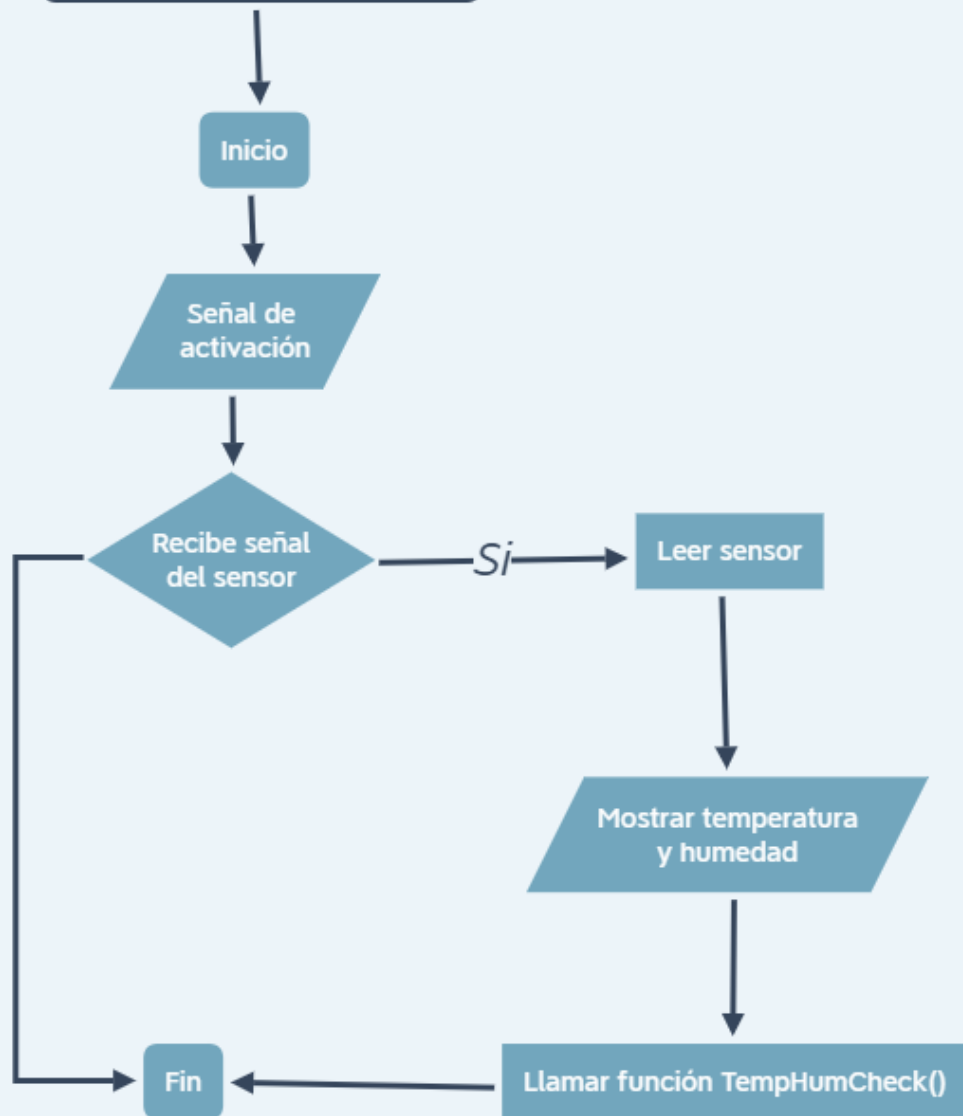 Inicio
Señal de
activación
Recibe señal
del sensor
Si
Leer sensor
Mostrar temperatura
y humedad
Llamar función TempHumCheck()
Fin